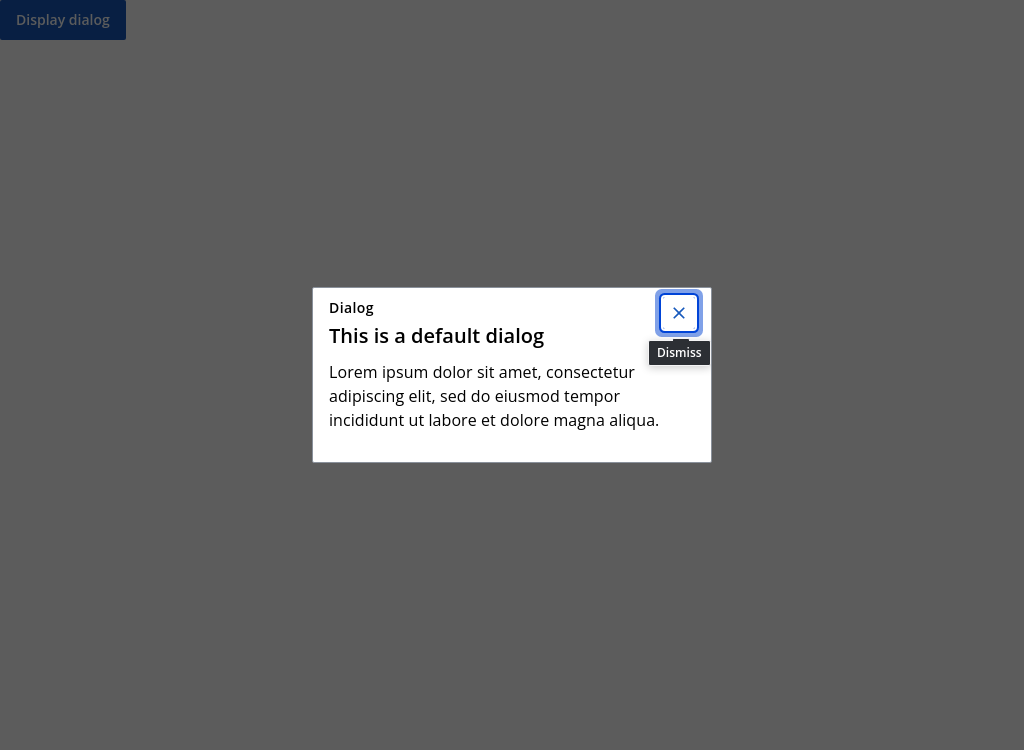 Display dialog
Dialog
This is a default dialog
Dismiss
Lorem ipsum dolor sit amet, consectetur
adipiscing elit, sed do eiusmod tempor
incididunt ut labore et dolore magna aliqua.